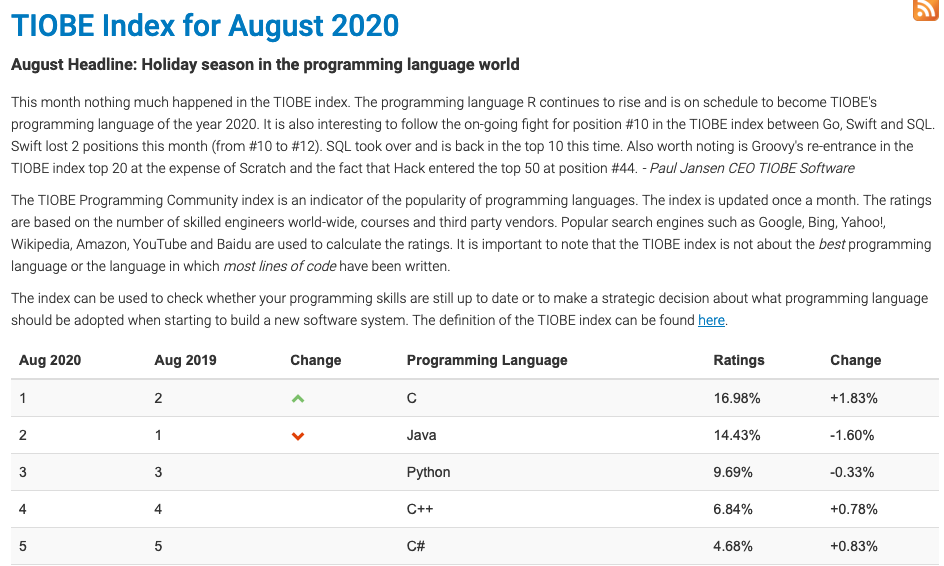 TIOBE Index for August 2020
August Headline: Holiday season in the programming language world
This month nothing much happened in the TIOBE index. The programming language R continues to rise and is on schedule to become TIOBE's
programming language of the year 2020. It is also interesting to follow the on-going fight for position #10 in the TIOBE index between Go, Swift and SQL.
Swift lost 2 positions this month (from #10 to #12). SQL took over and is back in the top 10 this time. Also worth noting is Groovy's re-entrance in the
TIOBE index top 20 at the expense of Scratch and the fact that Hack entered the top 50 at position #44. - Paul Jansen CEO TIOBE Software
The TIOBE Programming Community index is an indicator of the popularity of programming languages. The index is updated once a month. The ratings
are based on the number of skilled engineers world-wide, courses and third party vendors. Popular search engines such as Google, Bing, Yahoo!,
Wikipedia, Amazon, YouTube and Baidu are used to calculate the ratings. It is important to note that the TIOBE index is not about the best programming
language or the language in which most lines of code have been written.
The index can be used to check whether your programming skills are still up to date or to make a strategic decision about what programming language
should be adopted when starting to build a new software system. The definition of the TIOBE index can be found here.
Aug 2020 Aug 2019 Change Programming Language Ratings Change
1 2 C 16.98% +1.83%
2 1 Java 14.43% -1.60%
3 3 Python 9.69% -0.33%
4 4 C++ 6.84% +0.78%
5 5 C# 4.68% +0.83%